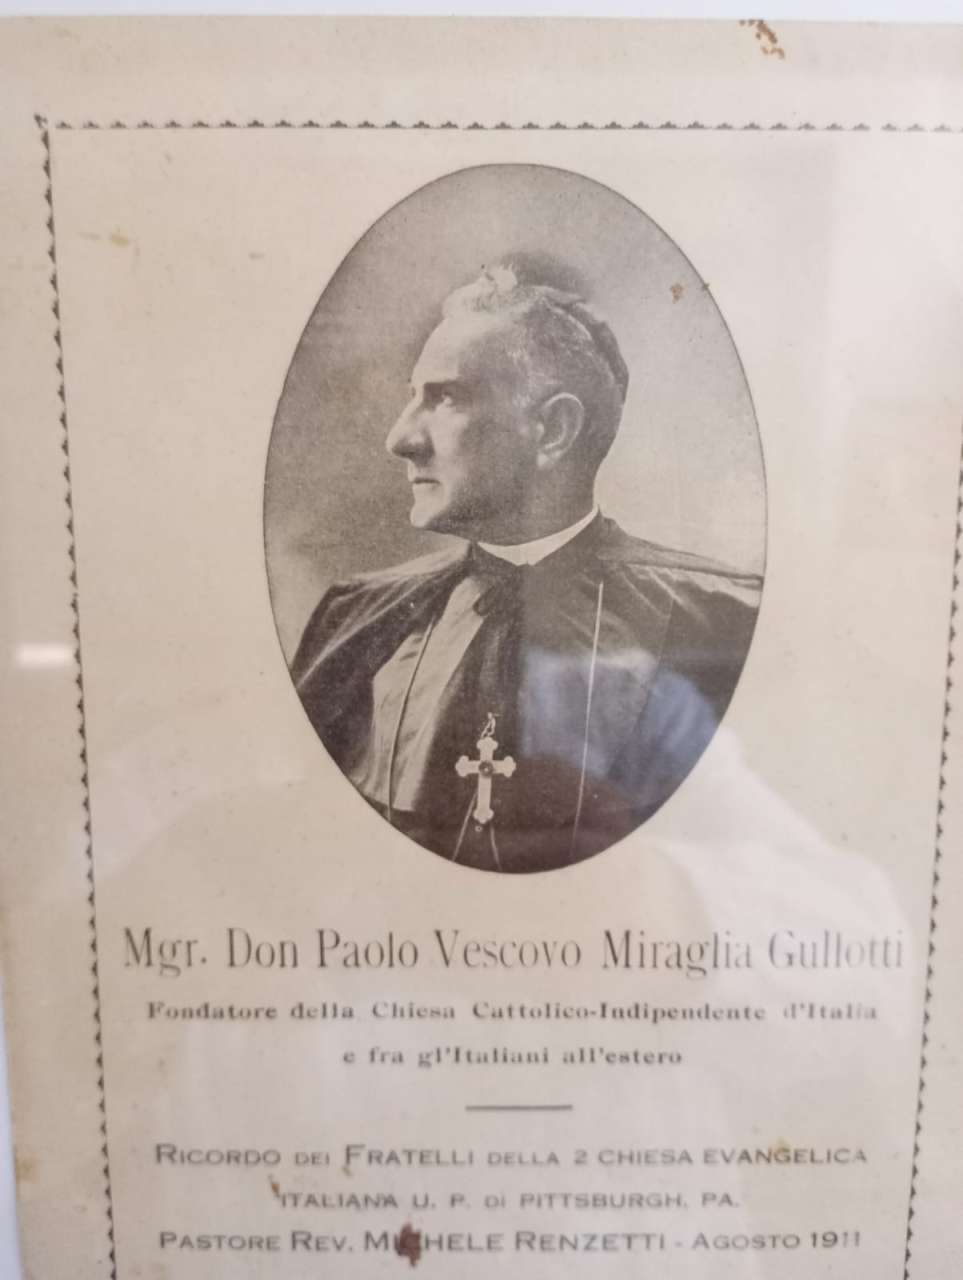 Mgr. Don Paolo Vescovo Miraglia Gullotti
Fondatore della Chiesa Cattolico-Indipendente d'Italia
e fra gl'Italiani all'estero
RICORDO DEI FRATELLI DELLA 2 CHIESA EVANGELICA
ITALIANA U. P. di PITTSBURGH, PA.
PASTORE REV. MICHELE RENZETTI - AGOSTO 1911